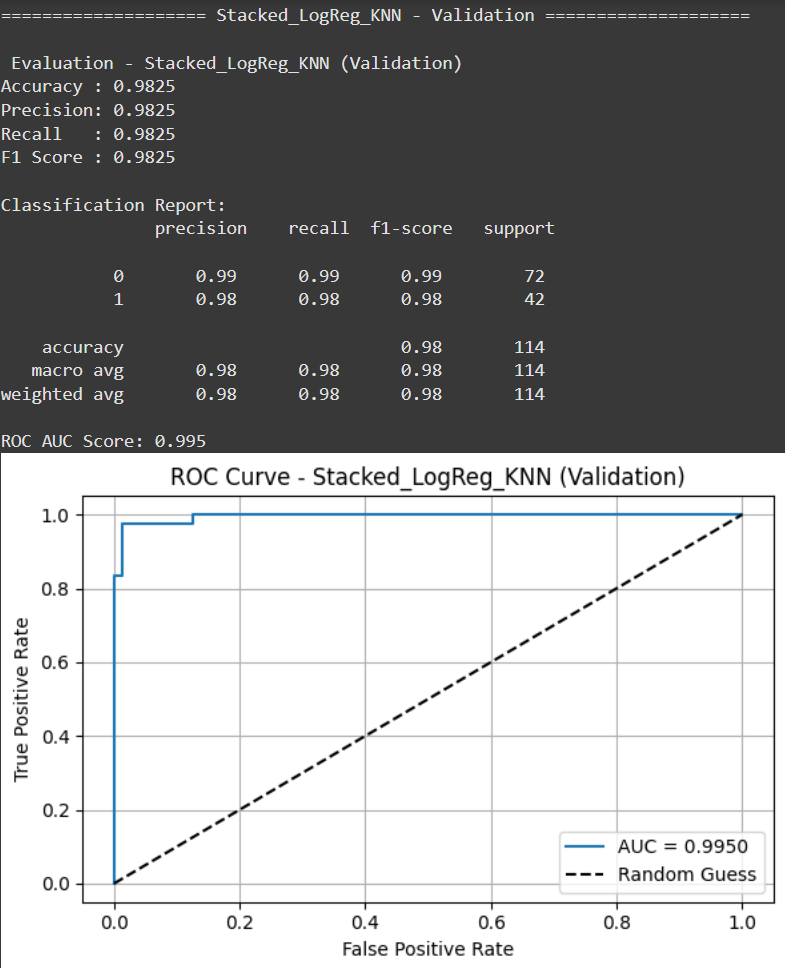 ==================== Stacked_LogReg_KNN - Validation ====================
Evaluation - Stacked_LogReg_KNN (Validation)
Accuracy : 0.9825
Precision: 0.9825
Recall   : 0.9825
F1 Score : 0.9825
Classification Report:
precision    recall  f1-score   support
0       0.99      0.99      0.99        72
1       0.98      0.98      0.98        42
accuracy                           0.98       114
macro avg       0.98      0.98      0.98       114
weighted avg       0.98      0.98      0.98       114
ROC AUC Score: 0.995
ROC Curve - Stacked_LogReg_KNN (Validation)
1.0
0.8
0.6
0.4
0.2
0.0
True Positive Rate
AUC = 0.9950
Random Guess
0.0 0.2 0.4 0.6 0.8 1.0
False Positive Rate